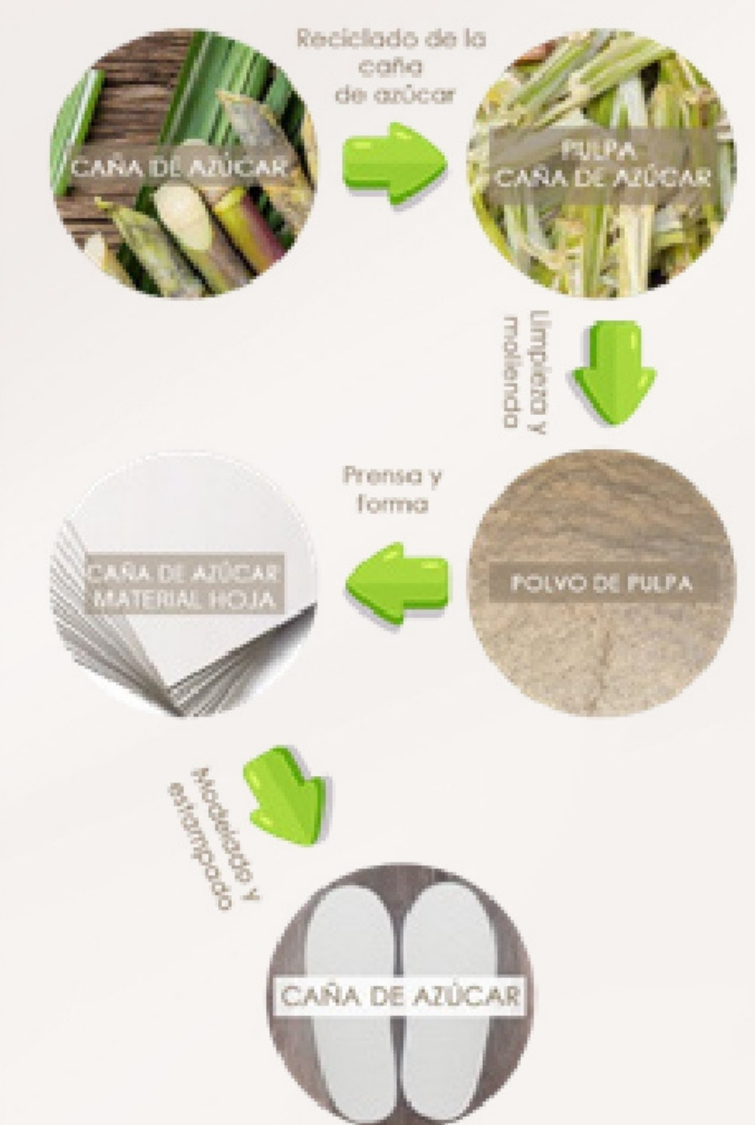 CAÑA DE AZÚCAR
Reciclado de la
caña
de azúcar
PULPA
CAÑA DE AZÚCAR
Limpieza y
molienda
POLVO DE PULPA
Prensa y
forma
CAÑA DE AZÚCAR
MATERIAL HOJA
Modelado y
estampado
CAÑA DE AZÚCAR